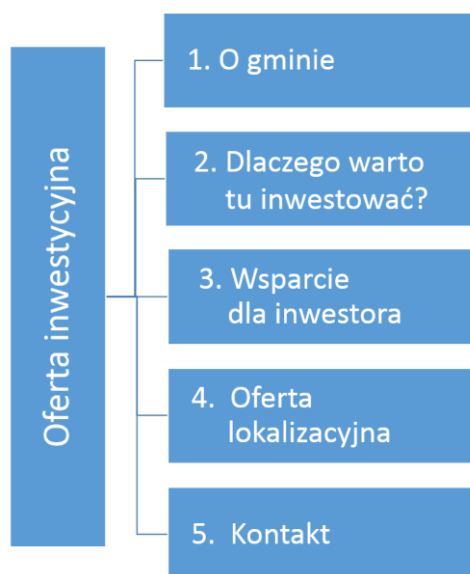 Oferta inwestycyjna
1. O gminie
2. Dlaczego warto
tu inwestować?
3. Wsparcie
dla inwestora
4. Oferta
lokalizacyjna
5. Kontakt